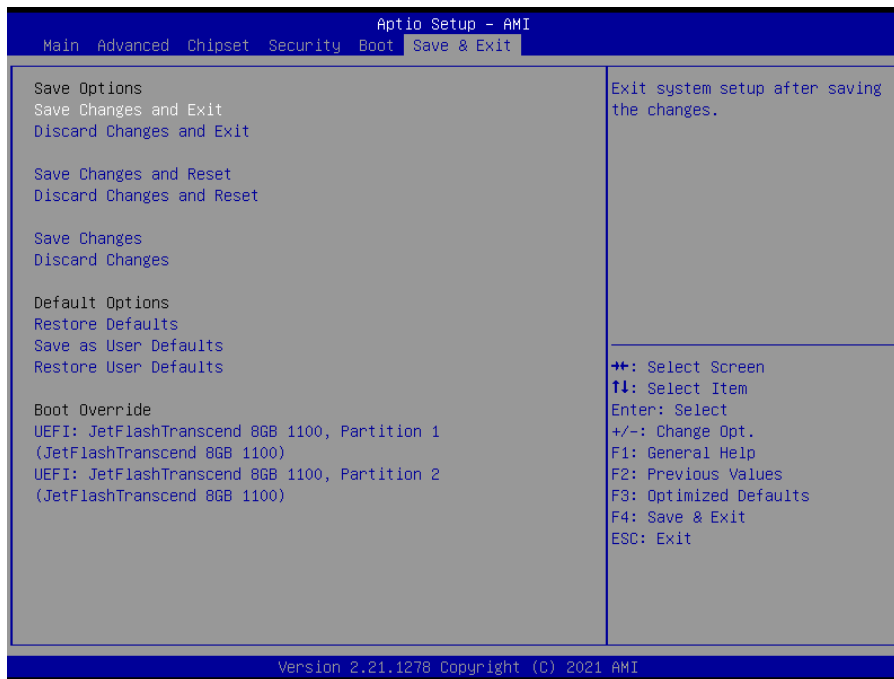 Aptio Setup – AMI
Main Advanced Chipset Security Boot Save & Exit
Save Options
Save Changes and Exit
Discard Changes and Exit
Save Changes and Reset
Discard Changes and Reset
Save Changes
Discard Changes
Default Options
Restore Defaults
Save as User Defaults
Restore User Defaults
Boot Override
UEFI: JetFlashTranscend 8GB 1100, Partition 1
(JetFlashTranscend 8GB 1100)
UEFI: JetFlashTranscend 8GB 1100, Partition 2
(JetFlashTranscend 8GB 1100)
Exit system setup after saving
the changes.
→←: Select Screen
↑↓: Select Item
Enter: Select
+/-: Change Opt.
F1: General Help
F2: Previous Values
F3: Optimized Defaults
F4: Save & Exit
ESC: Exit
Version 2.21.1278 Copyright (C) 2021 AMI